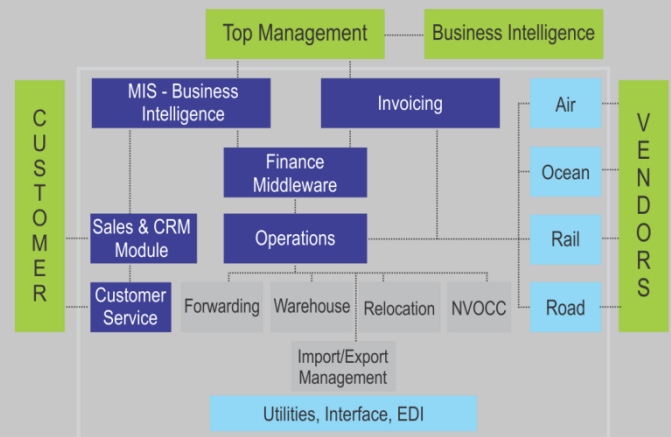 Top Management
Business Intelligence
CUSTOMER
MIS - Business
Intelligence
Invoicing
Air
VENDORS
Finance
Middleware
Ocean
Sales & CRM
Module
Operations
Rail
Customer
Service
Forwarding
Warehouse
Relocation
NVOCC
Road
Import/Export
Management
Utilities, Interface, EDI